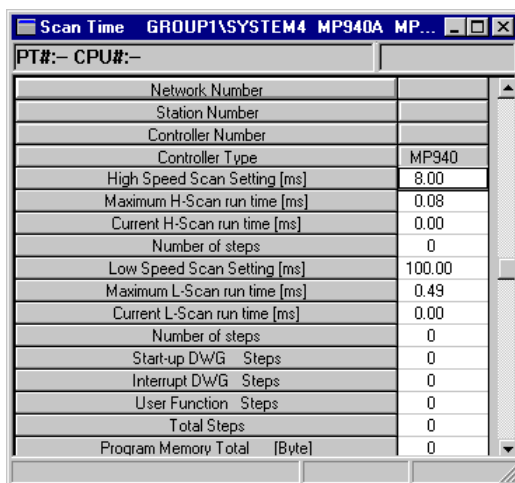 Scan Time GROUP1\SYSTEM4 MP940A MP...
PT#:– CPU#:–
Network Number
Station Number
Controller Number
Controller Type MP940
High Speed Scan Setting [ms] 8.00
Maximum H-Scan run time [ms] 0.08
Current H-Scan run time [ms] 0.00
Number of steps 0
Low Speed Scan Setting [ms] 100.00
Maximum L-Scan run time [ms] 0.49
Current L-Scan run time [ms] 0.00
Number of steps 0
Start-up DWG Steps 0
Interrupt DWG Steps 0
User Function Steps 0
Total Steps 0
Program Memory Total [Byte] 0